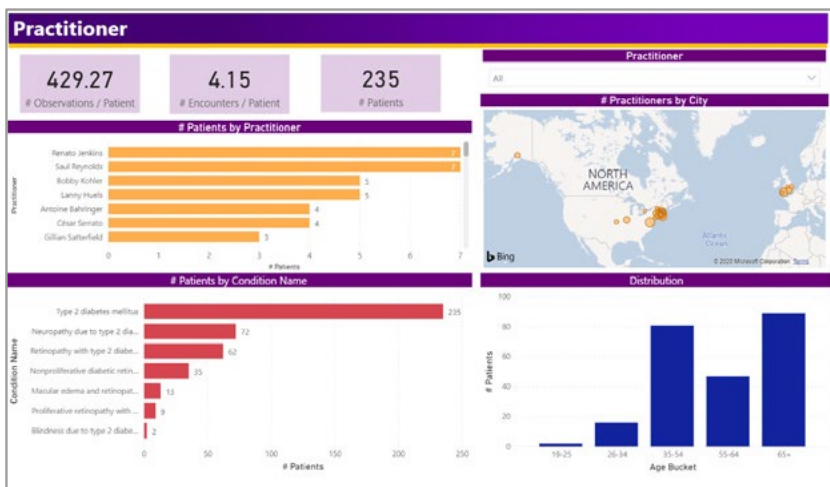 Practitioner
429.27
# Observations / Patient
4.15
# Encounters / Patient
235
# Patients
Practitioner
All
# Patients by Practitioner
Practitioner
Renato Jenkins
7
Saul Reynolds
7
Bobby Kohler
5
Lanny Huels
5
Antoine Bahringer
4
César Serrato
4
Gillian Satterfield
3
0 1 2 3 4 5 6 7
# Patients
# Practitioners by City
NORTH
AMERICA
Atlantic
Ocean
Bing
© 2020 Microsoft Corporation Terms
# Patients by Condition Name
Condition Name
Type 2 diabetes mellitus
235
Neuropathy due to type 2 dia...
72
Retinopathy with type 2 diabe...
62
Nonproliferative diabetic retin...
35
Macular edema and retinopat...
13
Proliferative retinopathy with ...
9
Blindness due to type 2 diabe...
2
0 50 100 150 200 250
# Patients
Distribution
# Patients
100
80
60
40
20
0
19-25 26-34 35-54 55-64 65+
Age Bucket